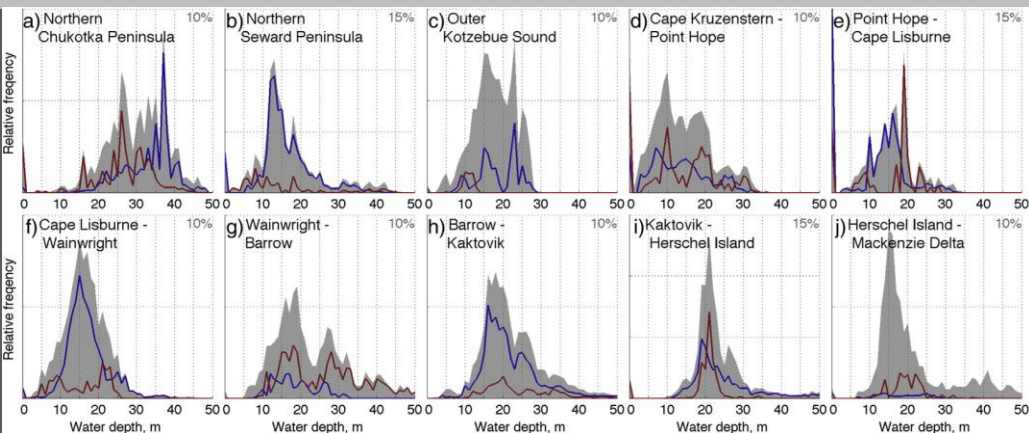 a) Northern
Chukotka Peninsula
10%
b) Northern
Seward Peninsula
15%
c) Outer
Kotzebue Sound
10%
d) Cape Kruzenstern -
Point Hope
10%
e) Point Hope -
Cape Lisburne
15%
Relative freqency
0 10 20 30 40 50
0 10 20 30 40 50
0 10 20 30 40 50
0 10 20 30 40 50
0 10 20 30 40 50
f) Cape Lisburne -
Wainwright
10%
g) Wainwright -
Barrow
10%
h) Barrow -
Kaktovik
10%
i) Kaktovik -
Herschel Island
15%
j) Herschel Island -
Mackenzie Delta
10%
Relative freqency
0 10 20 30 40 50
0 10 20 30 40 50
0 10 20 30 40 50
0 10 20 30 40 50
0 10 20 30 40 50
Water depth, m
Water depth, m
Water depth, m
Water depth, m
Water depth, m